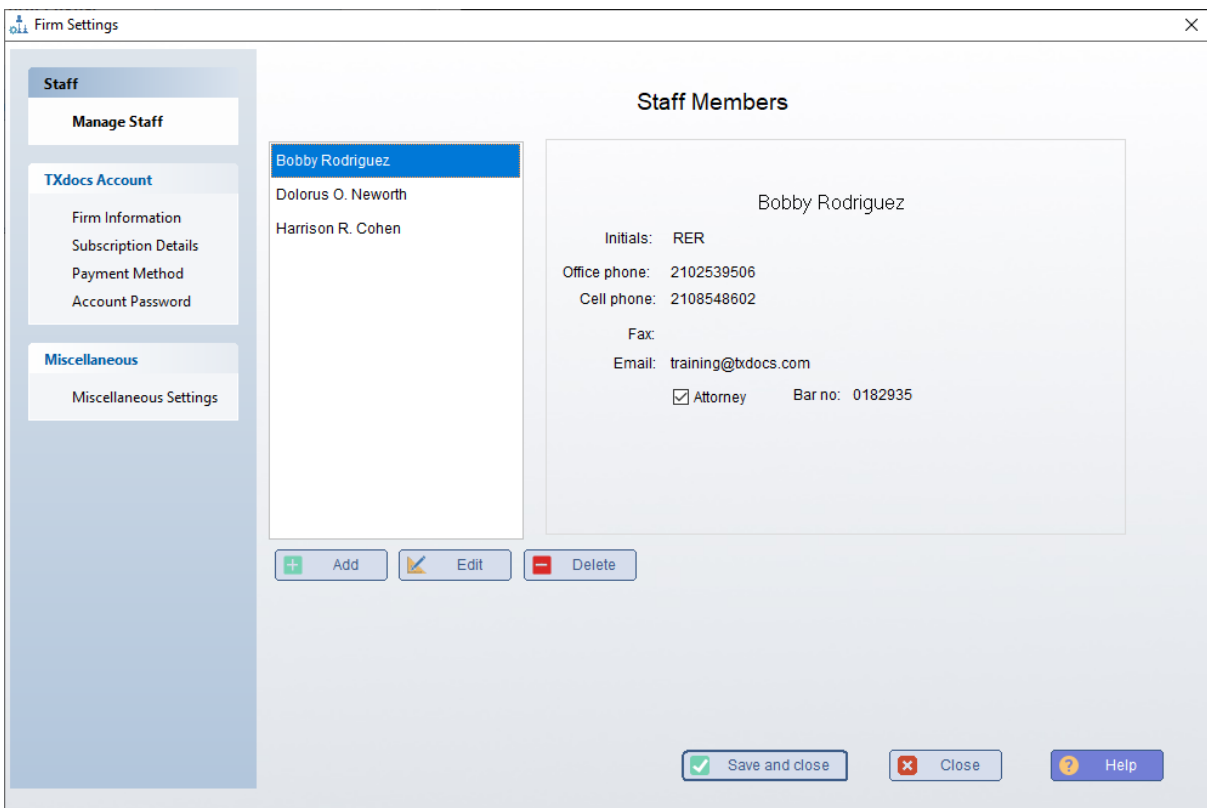 Firm Settings
Staff
Manage Staff
TXdocs Account
Firm Information
Subscription Details
Payment Method
Account Password
Miscellaneous
Miscellaneous Settings
Staff Members
Bobby Rodriguez
Dolorus O. Neworth
Harrison R. Cohen
Bobby Rodriguez
Initials: RER
Office phone: 2102539506
Cell phone: 2108548602
Fax:
Email: training@txdocs.com
Attorney Bar no: 0182935
Add Edit Delete
Save and close Close Help